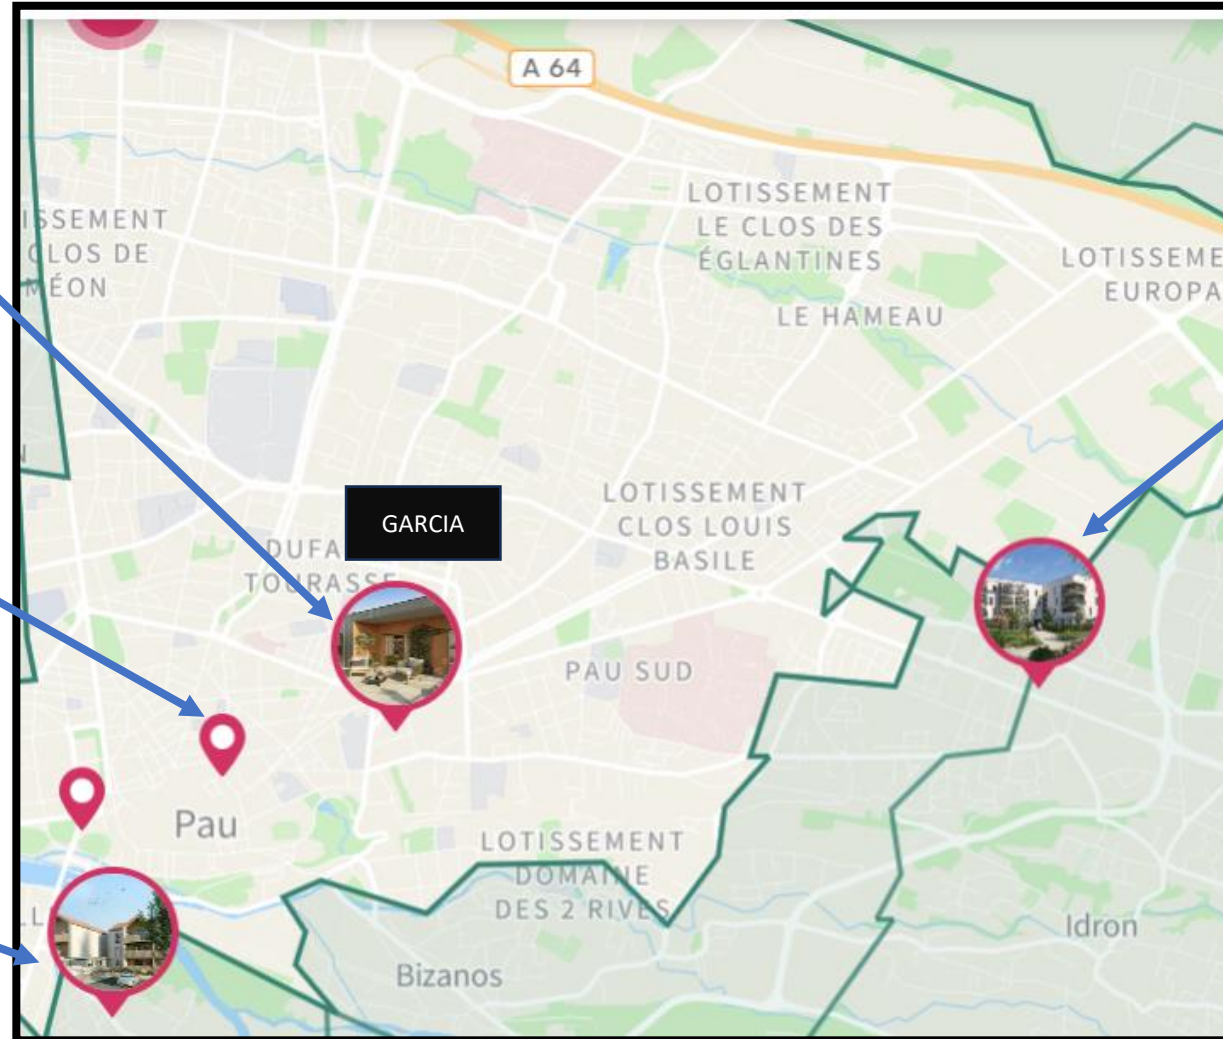 A 64
LOTISSEMENT
LE CLOS DES
ÉGLANTINES
ISSEMENT
CLOS DE
MÉON
LOTISSEME
EUROPA
LE HAMEAU
GARCIA
LOTISSEMENT
CLOS LOUIS
BASILE
DUFA
TOURASSE
PAU SUD
Pau
LOTISSEMENT
DOMAINE
DES 2 RIVES
Idron
Bizanos